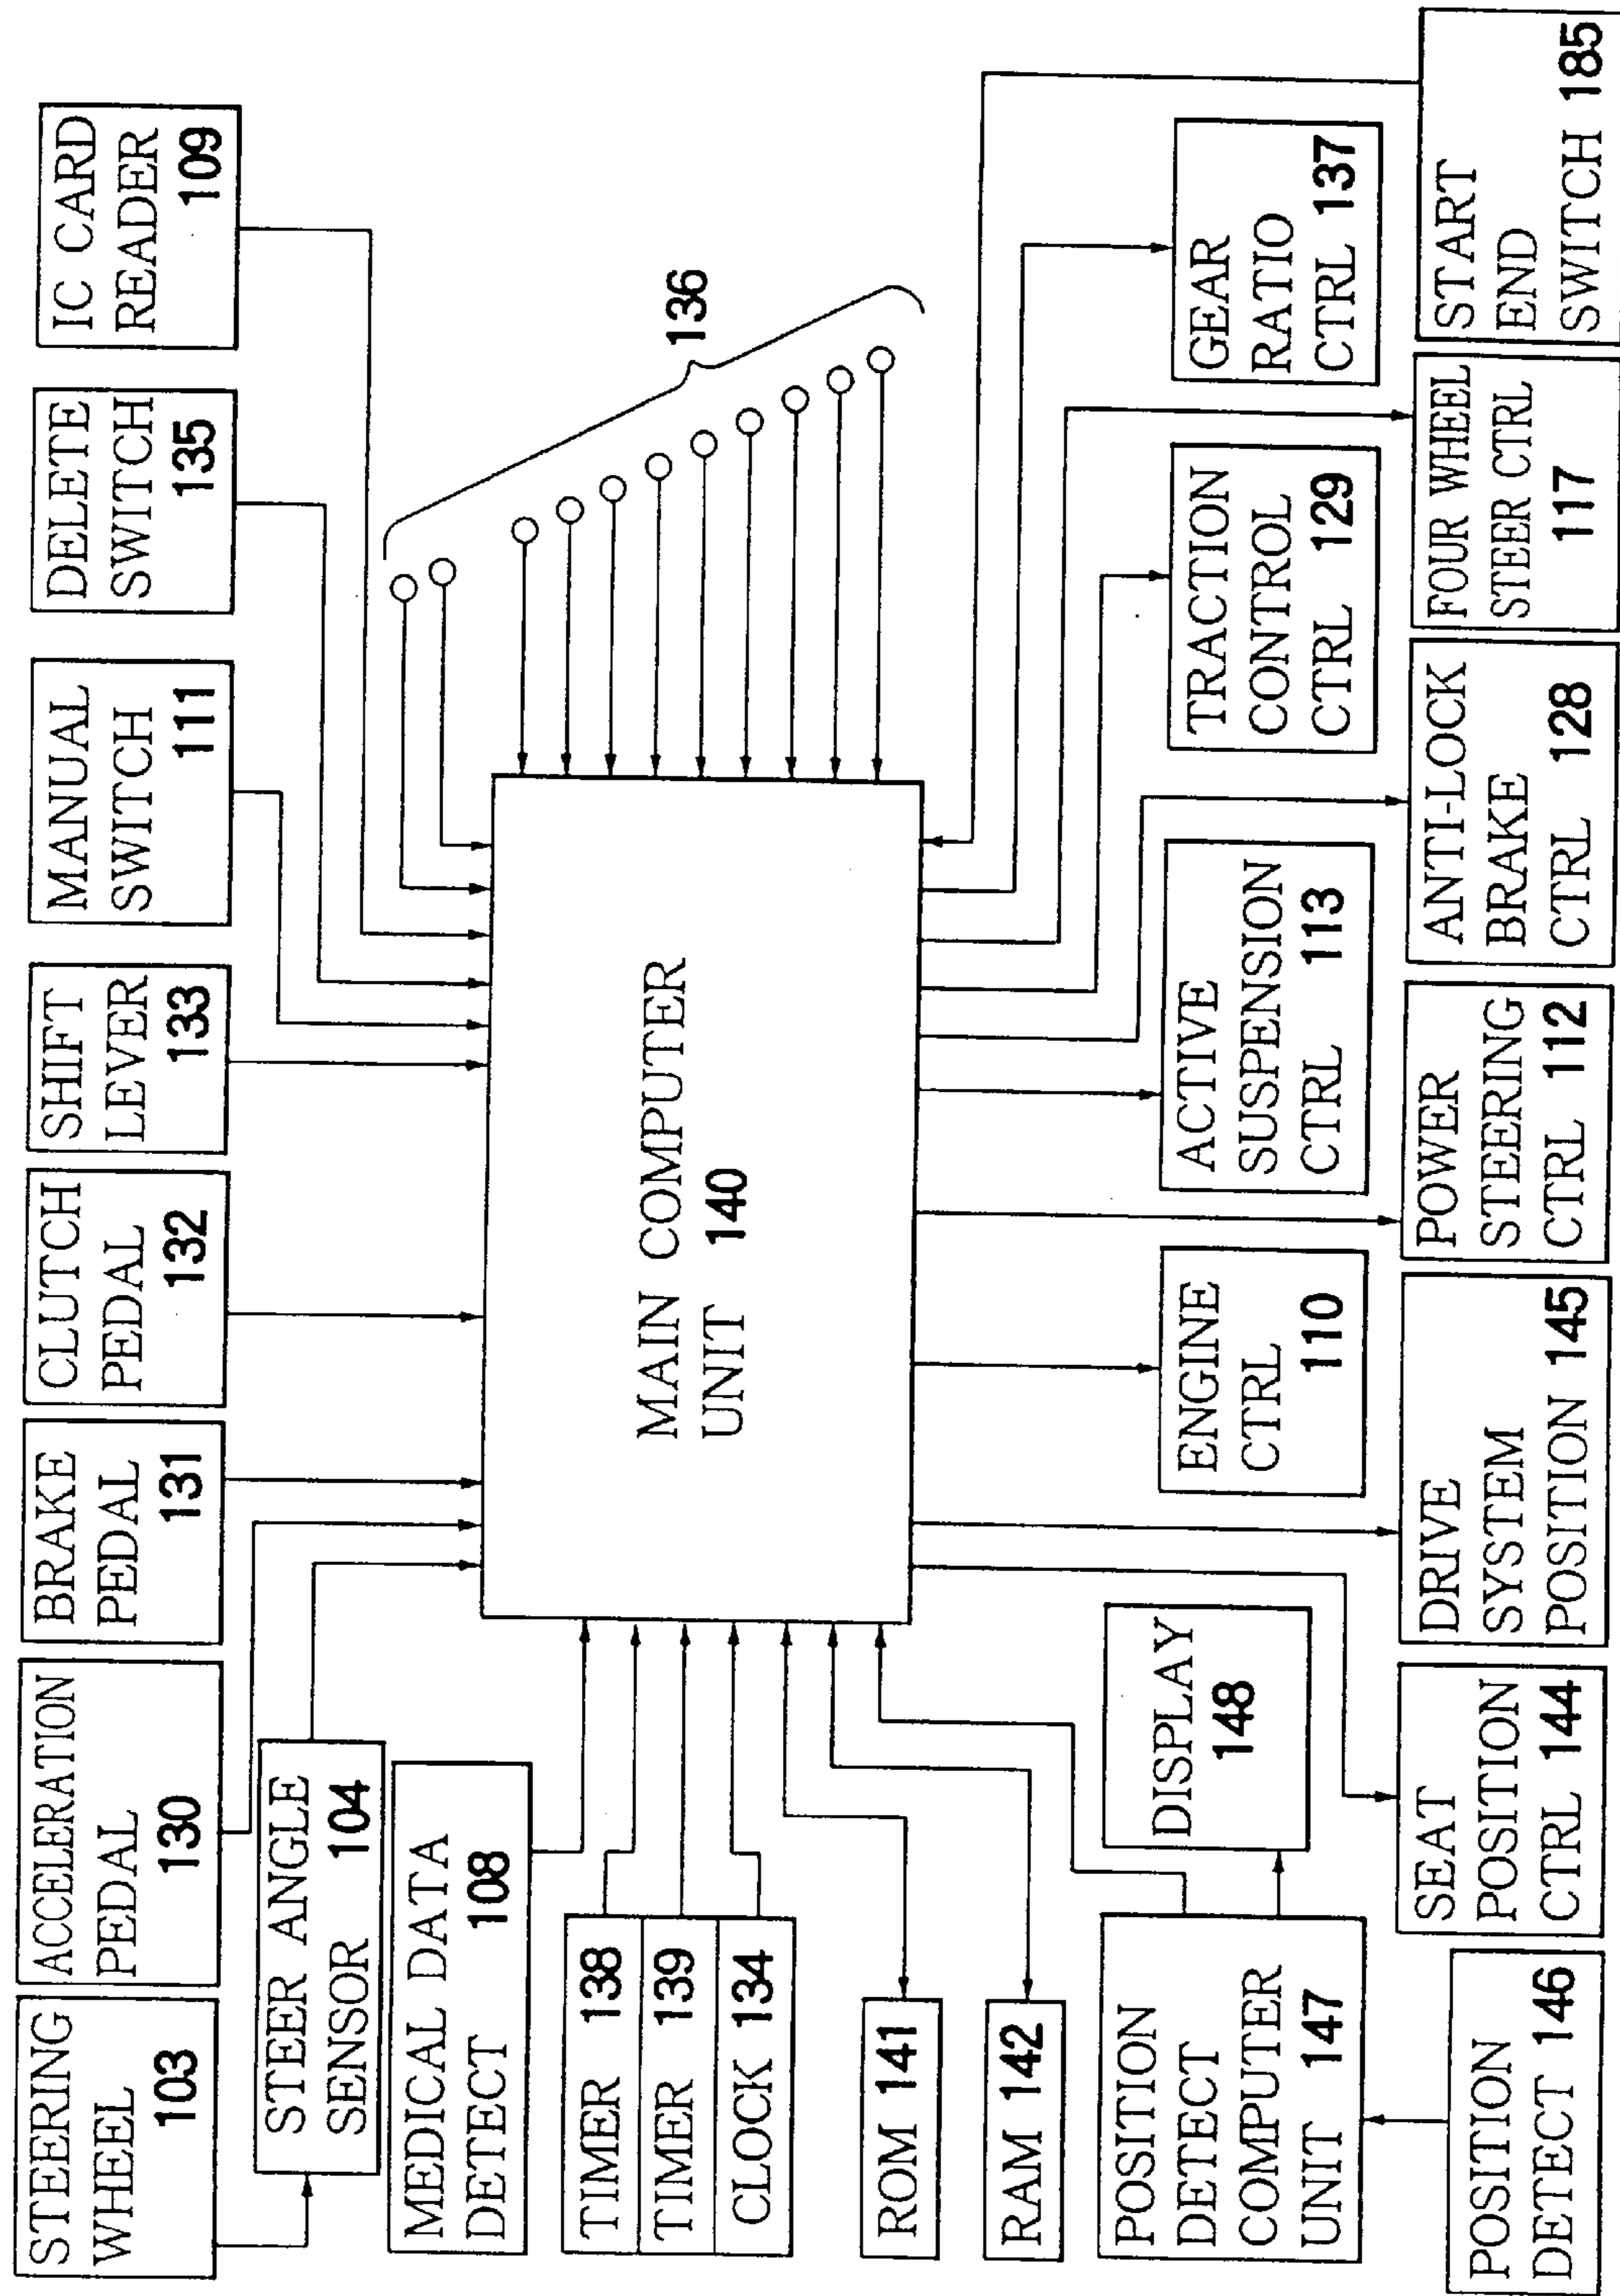 STEERING
WHEEL
103
ACCELERATION
PEDAL
130
BRAKE
PEDAL
131
CLUTCH
PEDAL
132
SHIFT
LEVER
133
MANUAL
SWITCH
111
DELETE
SWITCH
135
IC CARD
READER
109
STEER ANGLE
SENSOR 104
MEDICAL DATA
DETECT 108
TIMER 138
TIMER 139
CLOCK 134
ROM 141
RAM 142
MAIN COMPUTER
UNIT 140
136
POSITION
DETECT
COMPUTER
UNIT 147
DISPLAY
148
ENGINE
CTRL
110
ACTIVE
SUSPENSION
CTRL 113
TRACTION
CONTROL
CTRL 129
GEAR
RATIO
CTRL 137
POSITION
DETECT 146
SEAT
POSITION
CTRL 144
DRIVE
SYSTEM
POSITION 145
POWER
STEERING
CTRL 112
ANTI-LOCK
BRAKE
CTRL 128
FOUR WHEEL
STEER CTRL
117
START
END
SWITCH 185